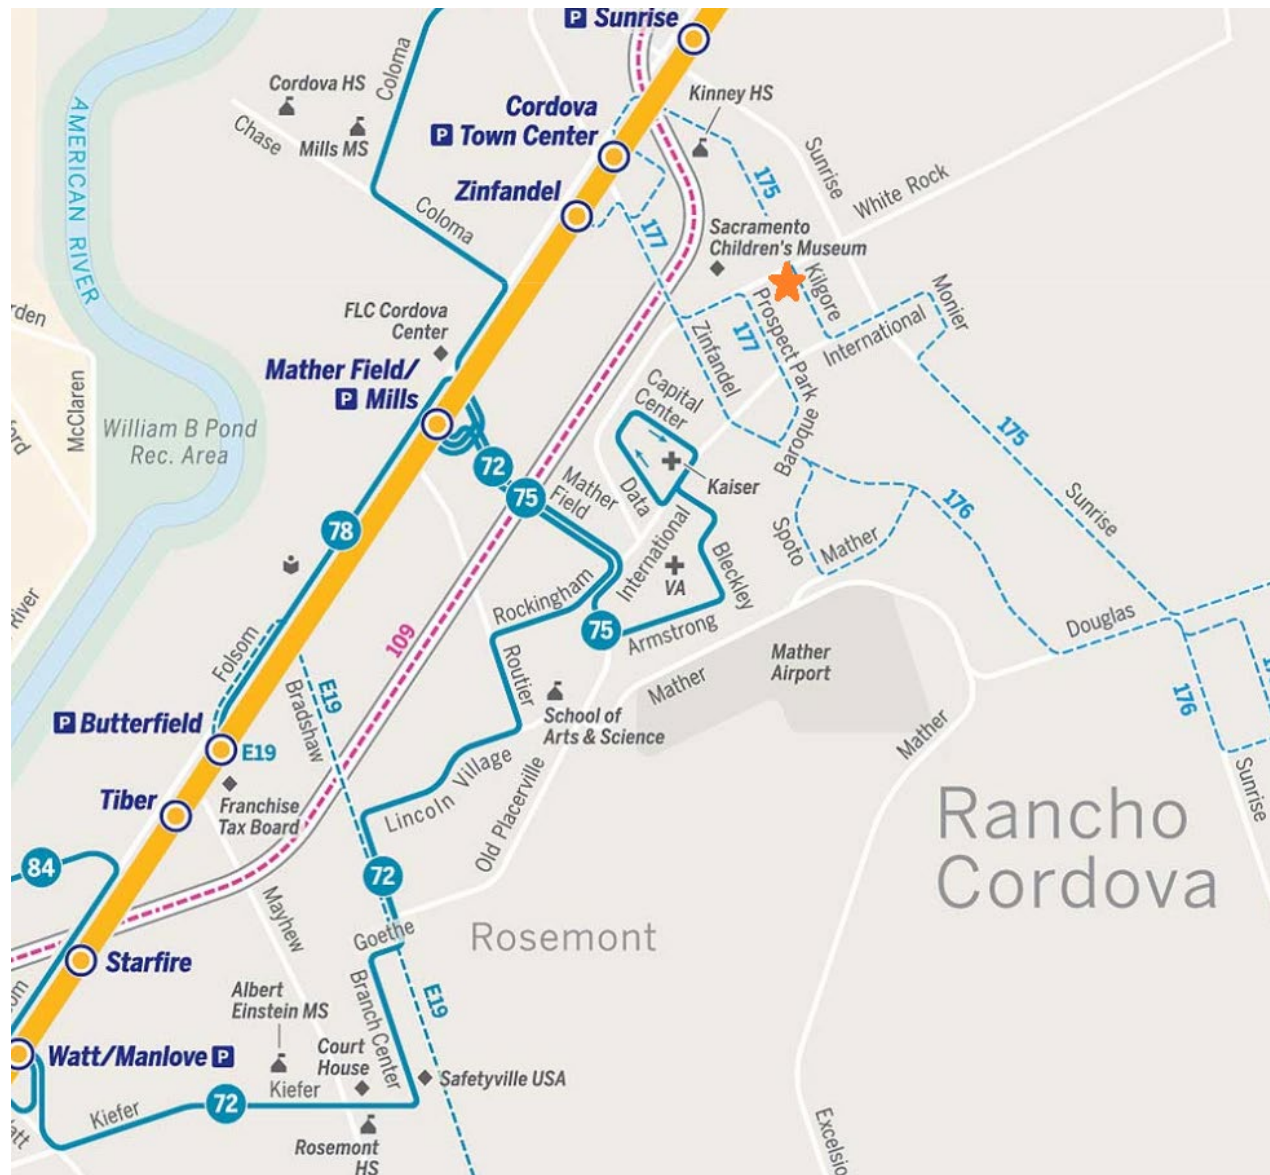 P Sunrise
Cordova HS
Coloma
Kinney HS
Cordova
P Town Center
Mills MS
Chase
AMERICAN RIVER
Sunrise
175
White Rock
Zinfandel
Coloma
177
Sacramento
Children's Museum
Kilgore
Monier
FLC Cordova
Center
Prospect Park
International
177
Zinfandel
Mather Field/
P Mills
McClaren
Capital
Center
William B Pond
Rec. Area
Baroque
175
72
75
Mather
Field
Data
Kaiser
176
Sunrise
78
Spoto
Mather
International
VA
Bleckley
River
Rockingham
75
Armstrong
Douglas
109
Folsom
Routier
Mather
Airport
Mather
E19
Bradshaw
176
School of
Arts & Science
P Butterfield
E19
Mather
Lincoln Village
Old Placerville
Sunrise
Tiber
Franchise
Tax Board
Rancho
Cordova
84
72
Mayhew
Goethe
Rosemont
Starfire
Albert
Einstein MS
Branch Center
E19
Watt/Manlove P
Court
House
Kiefer
Safetyville USA
Kiefer
72
Rosemont
HS